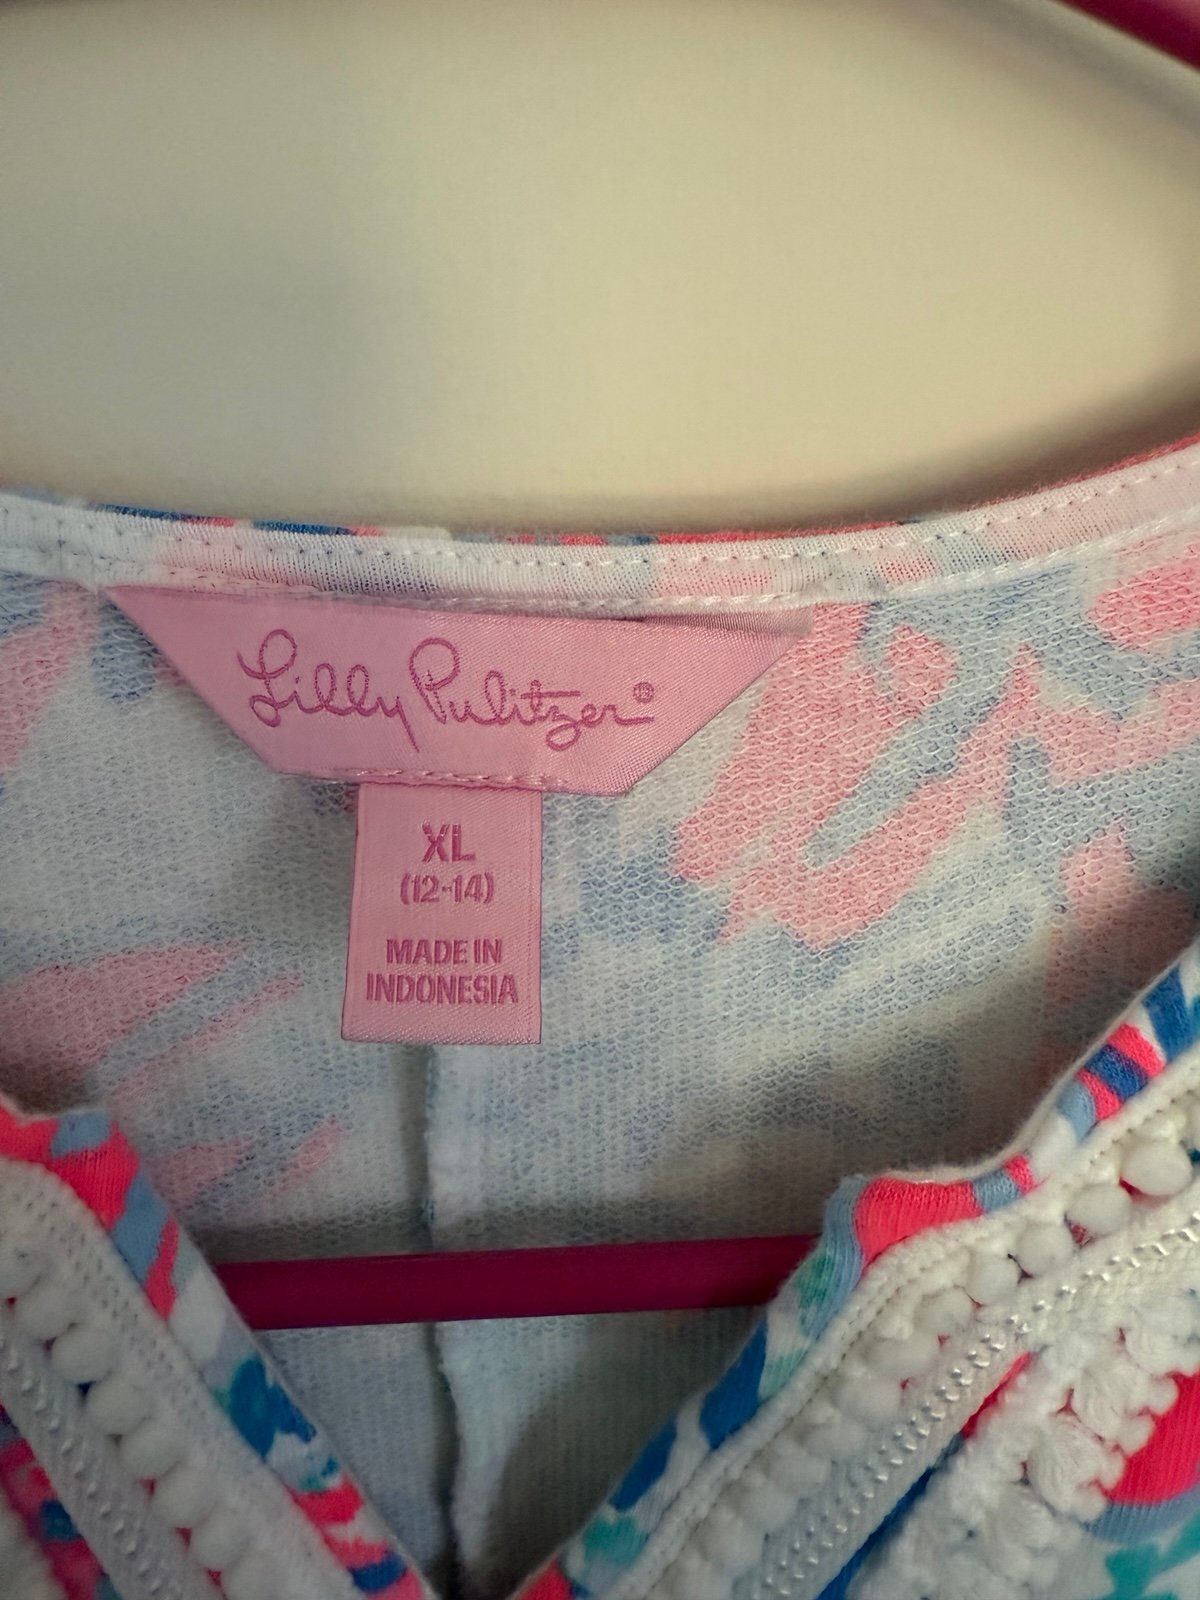 Lilly Pulitzer®
XL
(12-14)
MADE IN
INDONESIA